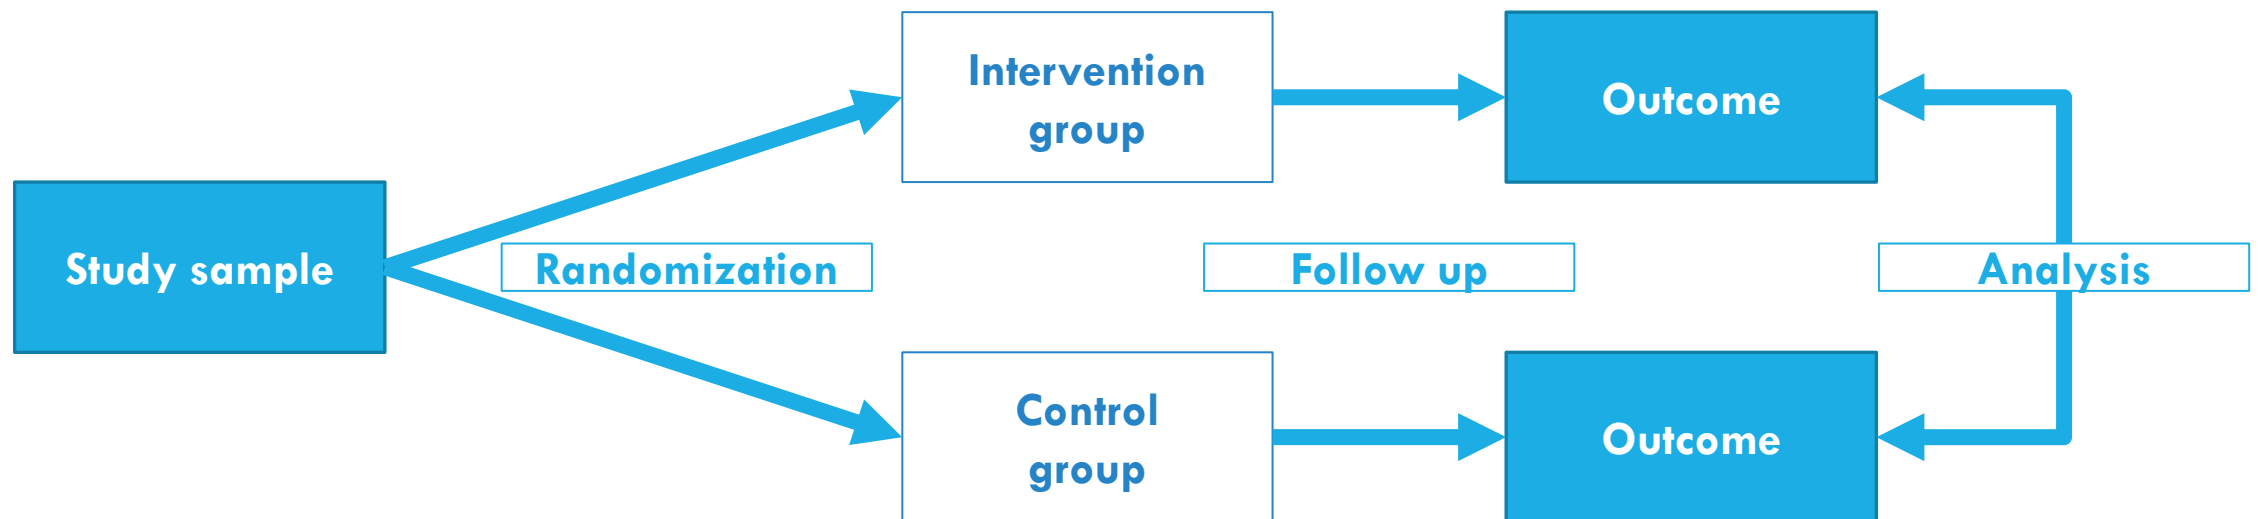 Study sample
Randomization
Intervention
group
Control
group
Follow up
Outcome
Outcome
Analysis